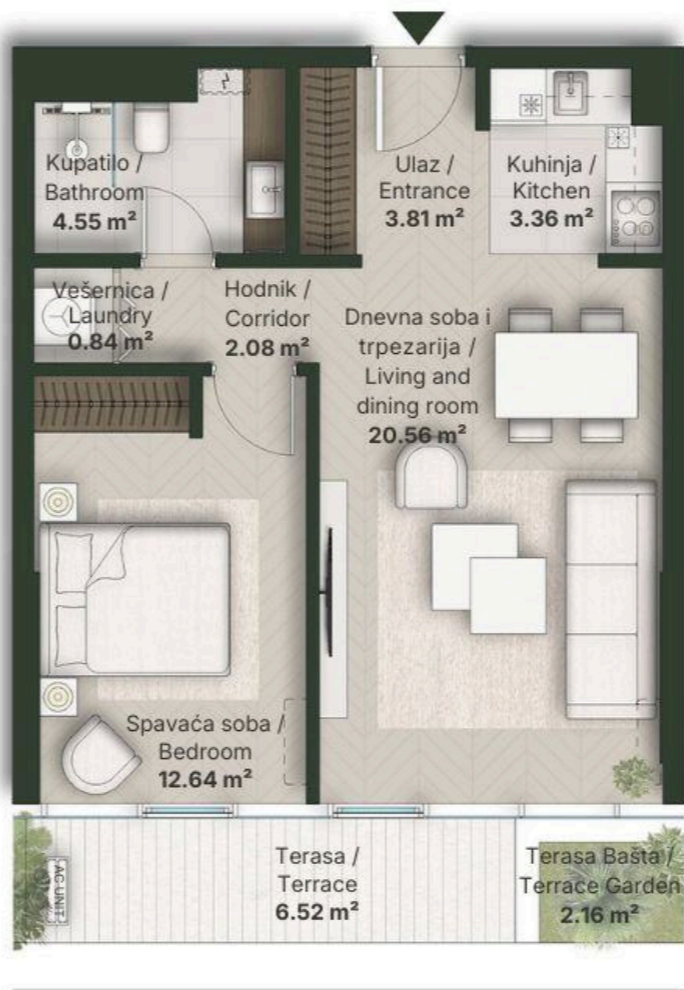 Kupatilo /
Bathroom
4.55 m²
Ulaz /
Entrance
3.81 m²
Kuhinja /
Kitchen
3.36 m²
Vešernica /
Laundry
0.84 m²
Hodnik /
Corridor
2.08 m²
Dnevna soba i
trpezarija /
Living and
dining room
20.56 m²
Spavaća soba /
Bedroom
12.64 m²
AC UNIT
Terasa /
Terrace
6.52 m²
Terasa Bašta /
Terrace Garden
2.16 m²